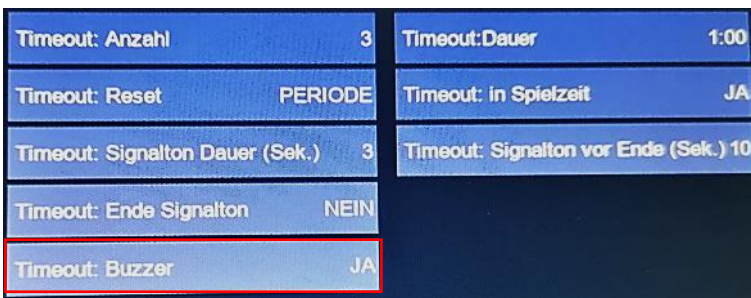 Timeout: Anzahl 3 Timeout:Dauer 1:00
Timeout: Reset PERIODE Timeout: in Spielzeit JA
Timeout: Signalton Dauer (Sek.) 3 Timeout: Signalton vor Ende (Sek.) 10
Timeout: Ende Signalton NEIN
Timeout: Buzzer JA